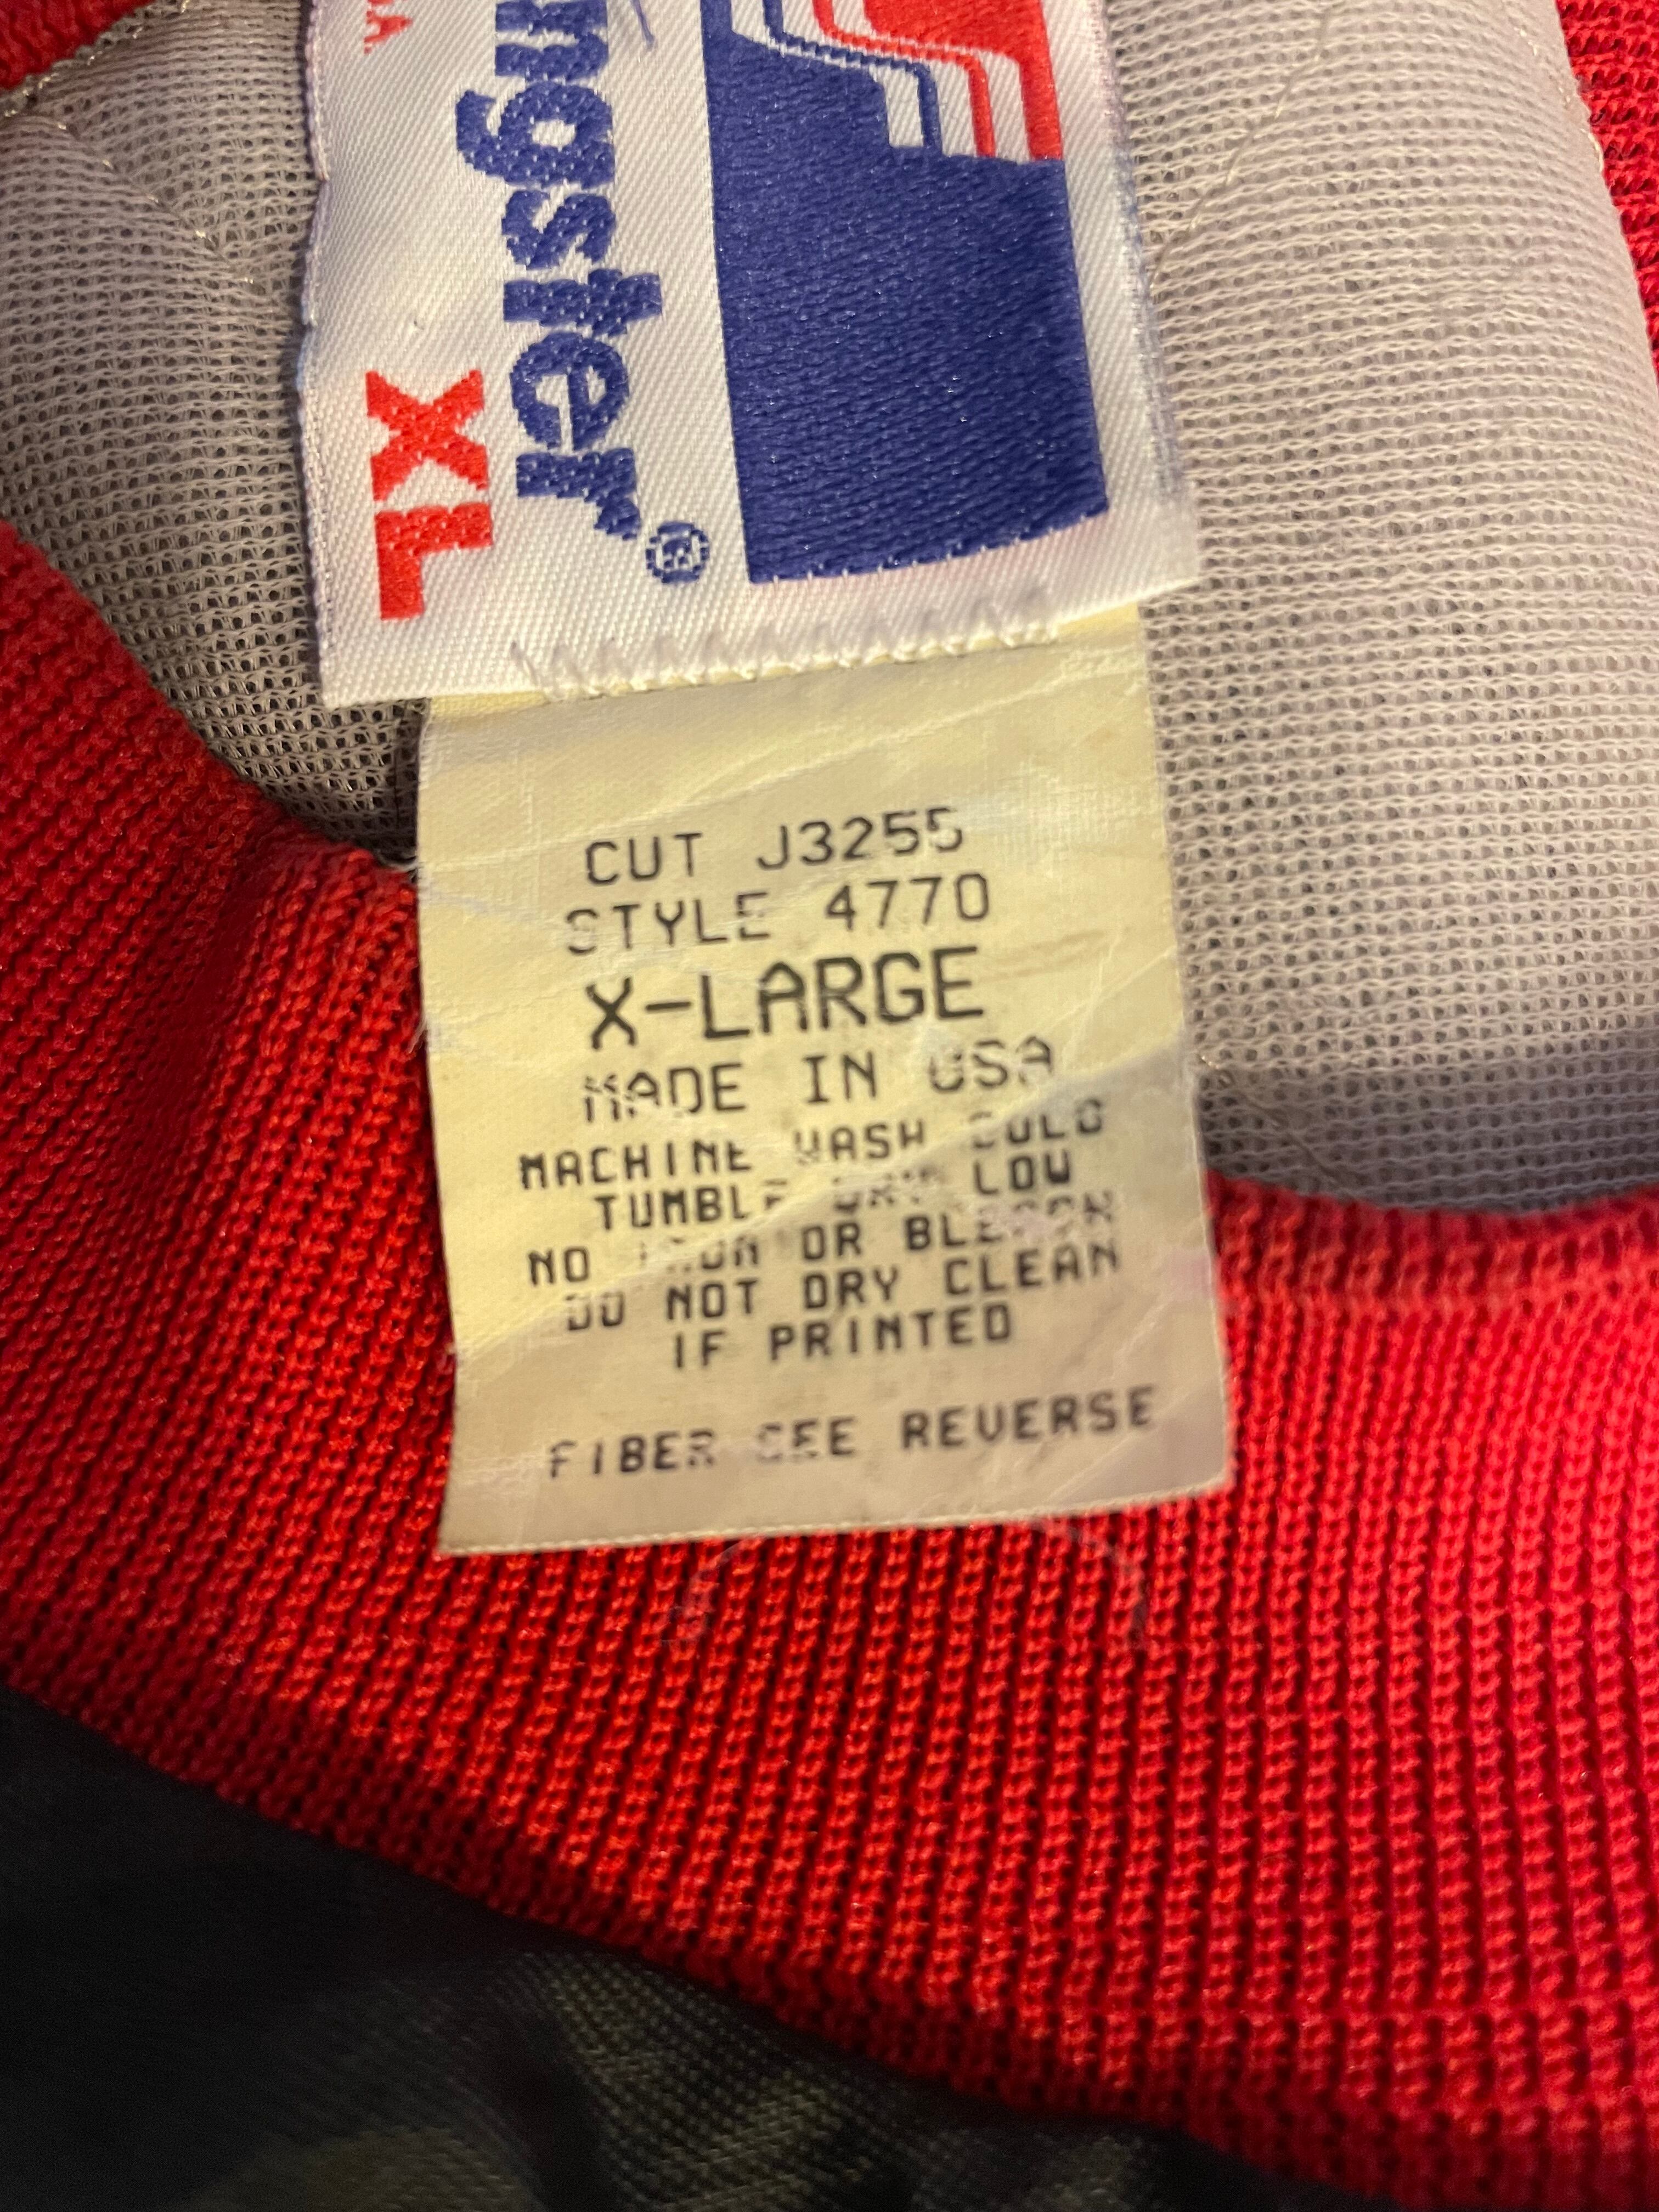 ngster®
XL
CUT J3255
STYLE 4770
X-LARGE
MADE IN USA
MACHINE WASH COLD
TUMBLE DRY LOW
NO IRON OR BLEACH
DO NOT DRY CLEAN
IF PRINTED
FIBER SEE REVERSE